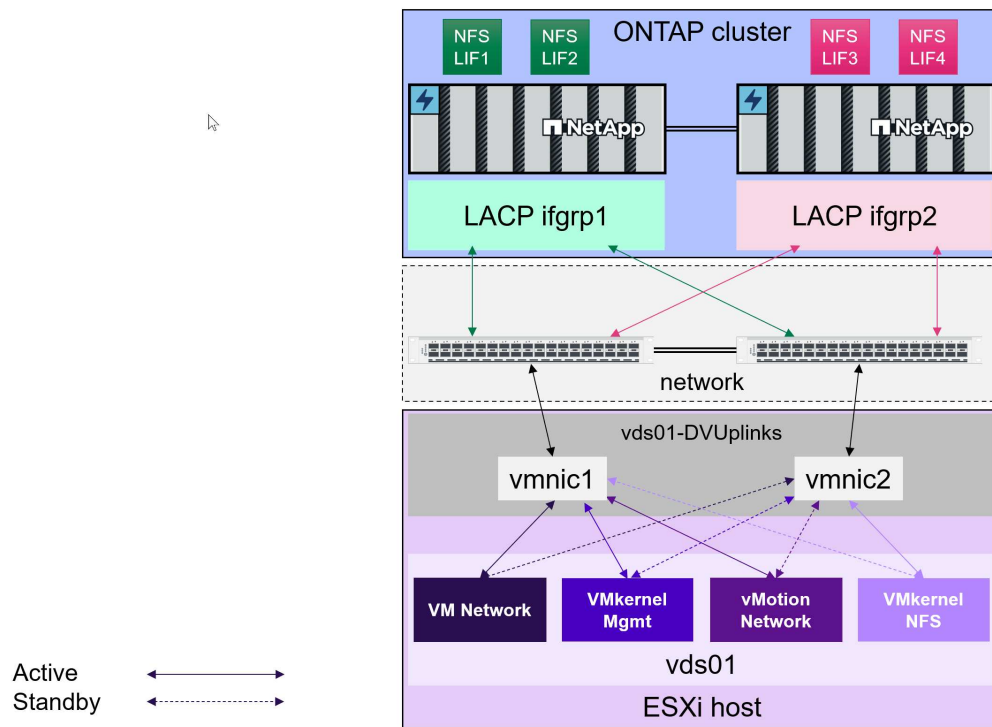 ONTAP cluster
NFS
LIF1
NFS
LIF2
NFS
LIF3
NFS
LIF4
NetApp
NetApp
LACP ifgrp1
LACP ifgrp2
network
vds01-DVUplinks
vmnic1
vmnic2
VM Network
VMkernel
Mgmt
vMotion
Network
VMkernel
NFS
vds01
ESXi host
Active
Standby